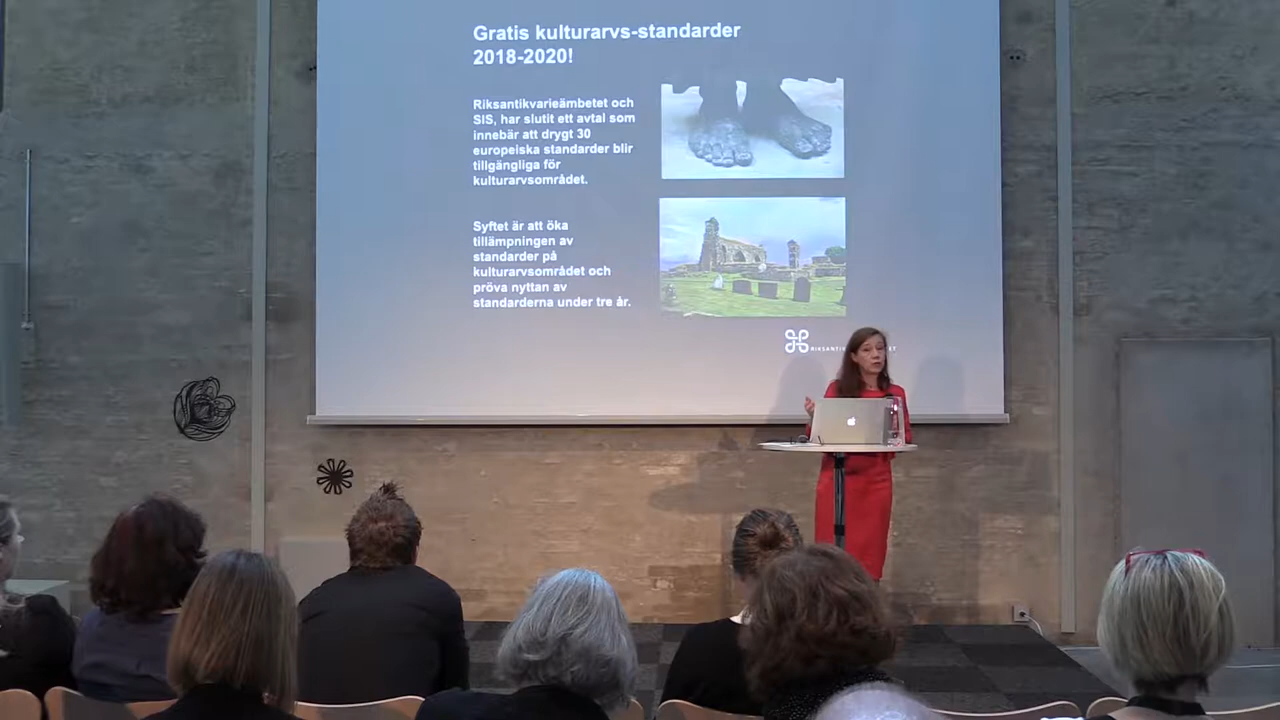 Gratis kulturarvs-standarder
2018-2020!
Riksantikvarieämbetet och
SIS, har slutit ett avtal som
innebär att drygt 30
europeiska standarder blir
tillgängliga för
kulturarvsområdet.
Syftet är att öka
tillämpningen av
standarder på
kulturarvsområdet och
pröva nyttan av
standarderna under tre år.